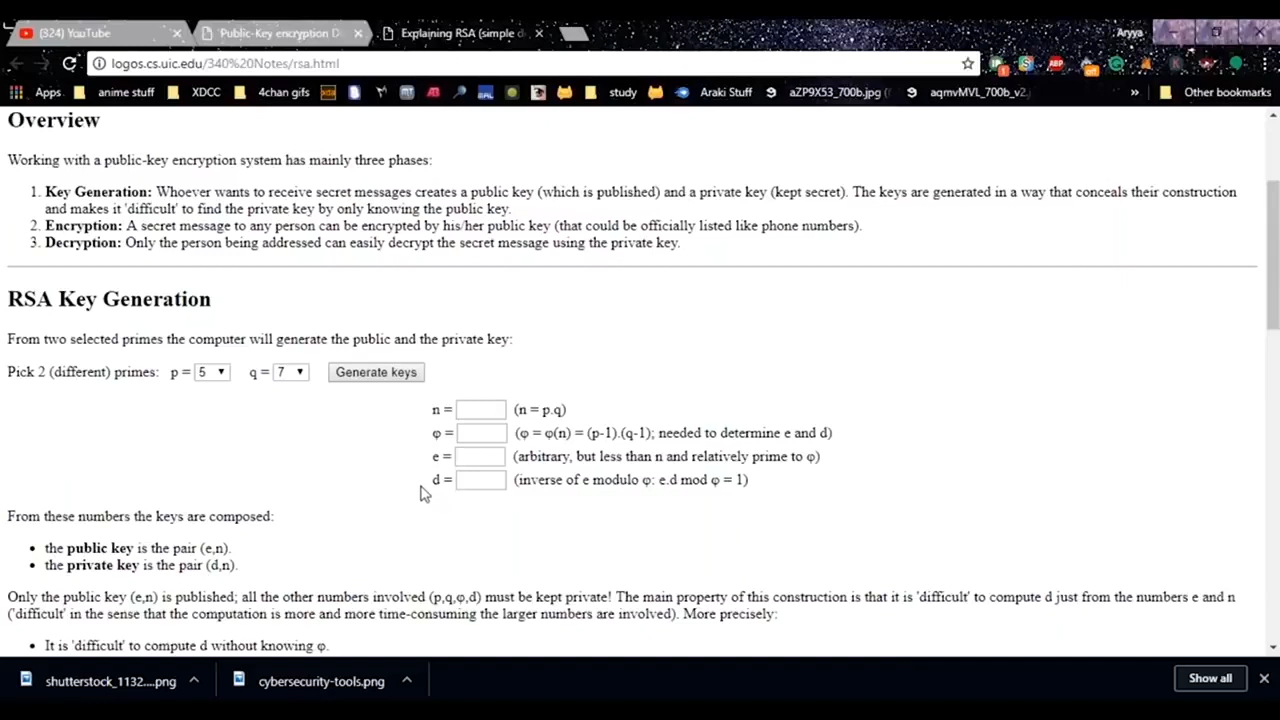 (324) YouTube
Public-Key encryption D
Explaining RSA (simple d
Aryya
logos.cs.uic.edu/340%20Notes/rsa.html
Apps
anime stuff
XDCC
4chan gifs
study
Araki Stuff
aZP9X53_700b.jpg (
aqmvMVL_700b_v2.
»
Other bookmarks
Overview
Working with a public-key encryption system has mainly three phases:
1. Key Generation: Whoever wants to receive secret messages creates a public key (which is published) and a private key (kept secret). The keys are generated in a way that conceals their construction
and makes it 'difficult' to find the private key by only knowing the public key.
2. Encryption: A secret message to any person can be encrypted by his/her public key (that could be officially listed like phone numbers).
3. Decryption: Only the person being addressed can easily decrypt the secret message using the private key.
RSA Key Generation
From two selected primes the computer will generate the public and the private key:
Pick 2 (different) primes: p = 5 q = 7 Generate keys
n = (n = p.q)
φ = (φ = φ(n) = (p-1).(q-1); needed to determine e and d)
e = (arbitrary, but less than n and relatively prime to φ)
d = (inverse of e modulo φ: e.d mod φ = 1)
From these numbers the keys are composed:
• the public key is the pair (e,n).
• the private key is the pair (d,n).
Only the public key (e,n) is published; all the other numbers involved (p,q,φ,d) must be kept private! The main property of this construction is that it is 'difficult' to compute d just from the numbers e and n
('difficult' in the sense that the computation is more and more time-consuming the larger numbers are involved). More precisely:
• It is 'difficult' to compute d without knowing φ.
shutterstock_1132....png
cybersecurity-tools.png
Show all